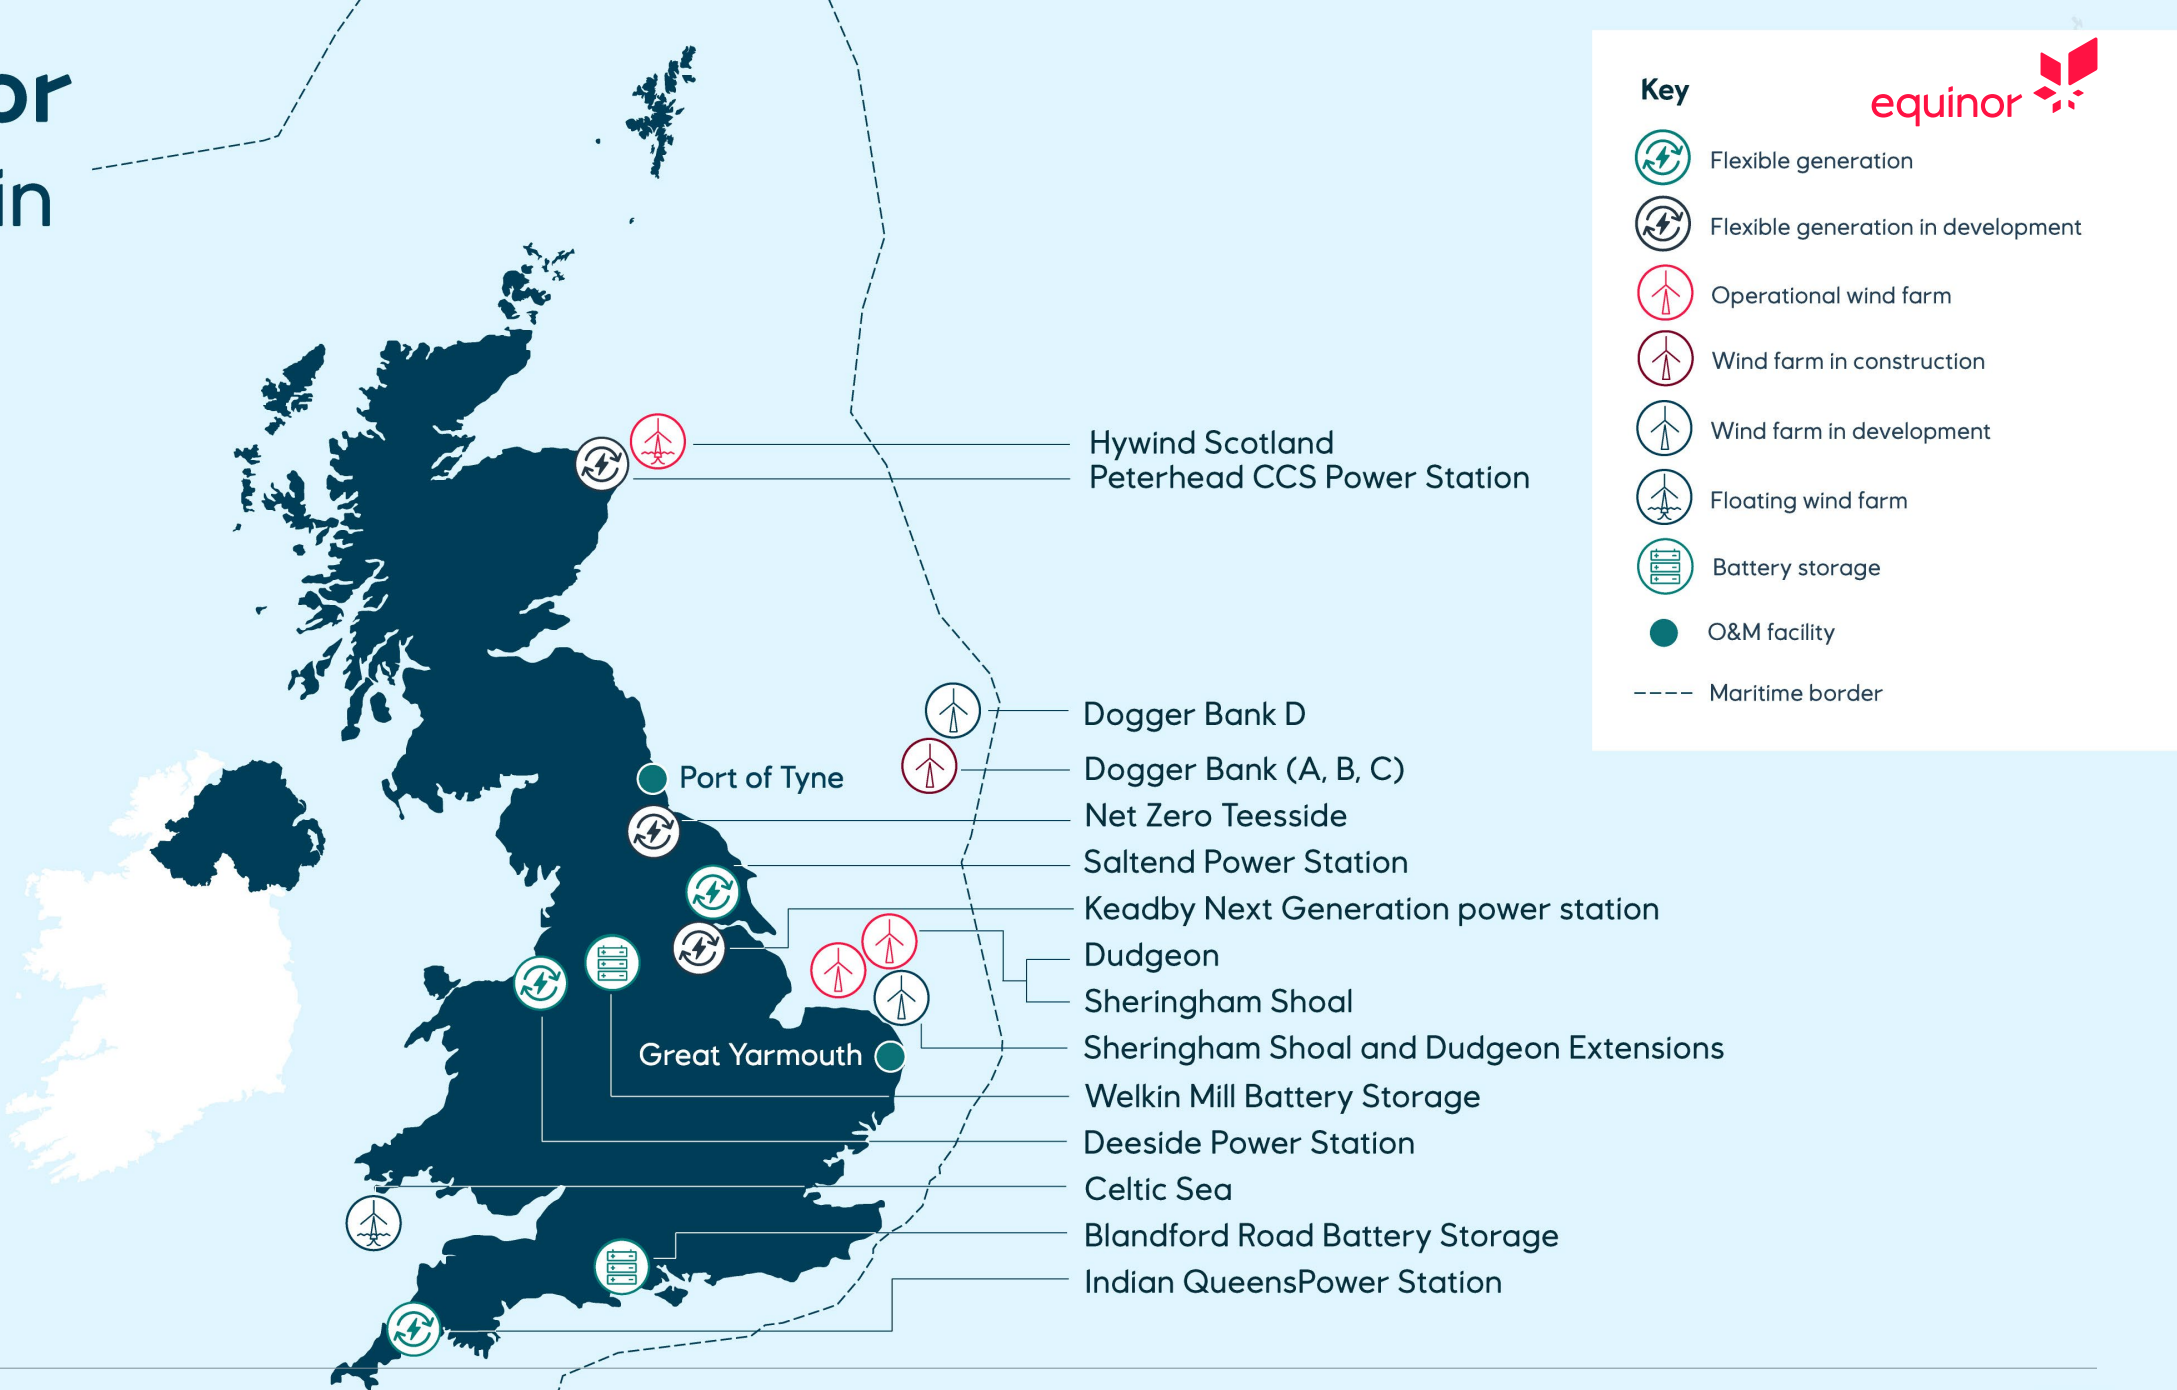 or
in
Key
equinor
Flexible generation
Flexible generation in development
Operational wind farm
Wind farm in construction
Wind farm in development
Floating wind farm
Battery storage
O&M facility
Maritime border
Hywind Scotland
Peterhead CCS Power Station
Dogger Bank D
Dogger Bank (A, B, C)
Port of Tyne
Net Zero Teesside
Saltend Power Station
Keadby Next Generation power station
Dudgeon
Sheringham Shoal
Sheringham Shoal and Dudgeon Extensions
Great Yarmouth
Welkin Mill Battery Storage
Deeside Power Station
Celtic Sea
Blandford Road Battery Storage
Indian QueensPower Station